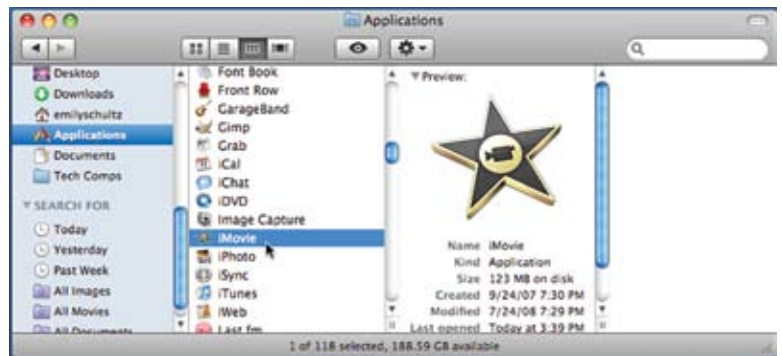 Applications
Desktop
Downloads
emilyschultz
Applications
Documents
Tech Comps
SEARCH FOR
Today
Yesterday
Past Week
All Images
All Movies
All Documents
Font Book
Front Row
GarageBand
Gimp
Grab
iCal
iChat
iDVD
Image Capture
iMovie
iPhoto
iSync
iTunes
iWeb
Last.fm
Preview:
Name iMovie
Kind Application
Size 123 MB on disk
Created 9/24/07 7:30 PM
Modified 7/24/08 7:29 PM
Last opened Today at 3:39 PM
1 of 118 selected, 188.59 GB available